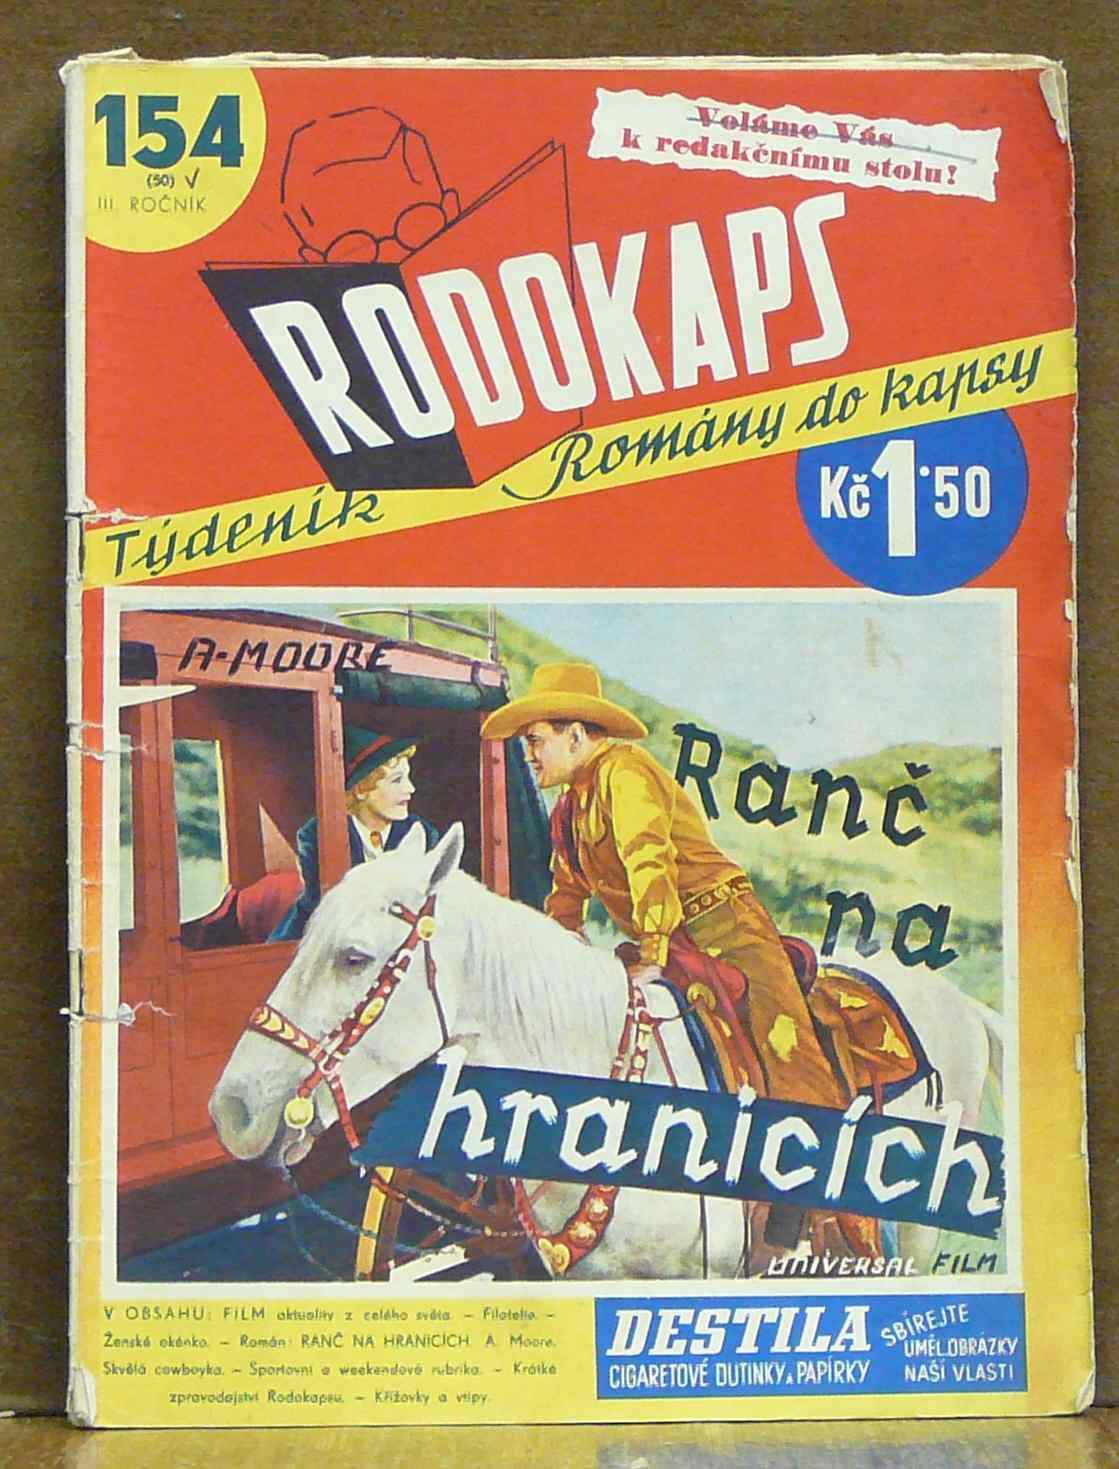 154
(50) V
III. ROČNÍK
Voláme Vás
k redakčnímu stolu!
RODOKAPS
Týdeník Romány do kapsy
Kč 1·50
A-MOORE
Ranč
na
hranicích
UNIVERSAL FILM
V OBSAHU: FILM aktuality z celého světa. – Filatelie. –
Ženské okénko. – Román: RANČ NA HRANICÍCH. A. Moore.
Skvělá cowboyka. – Sportovní a weekendová rubrika. – Krátké
zpravodajství Rodokapsu. – Křížovky a vtipy.
DESTILA
CIGARETOVÉ DUTINKY A PAPÍRKY
SBÍREJTE
UMĚL.OBRÁZKY
NAŠÍ VLASTI